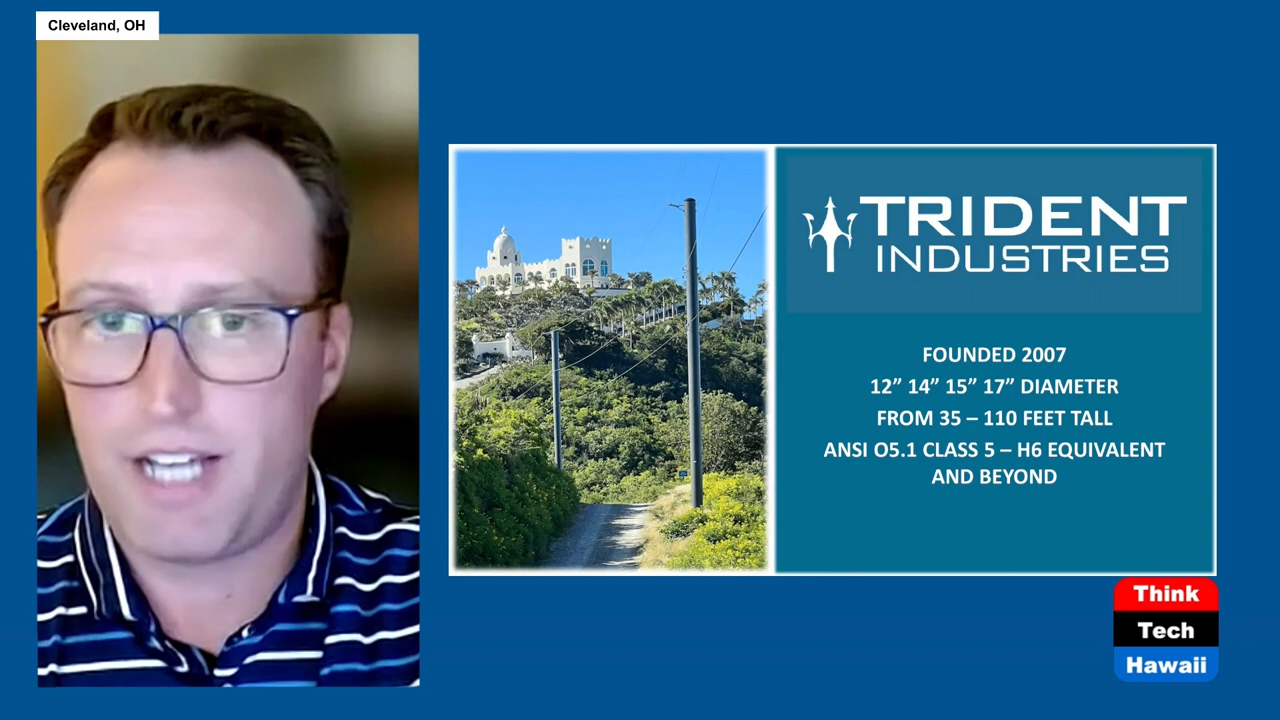 Cleveland, OH
TRIDENT
INDUSTRIES
FOUNDED 2007
12” 14” 15” 17” DIAMETER
FROM 35 – 110 FEET TALL
ANSI O5.1 CLASS 5 – H6 EQUIVALENT
AND BEYOND
Think
Tech
Hawaii